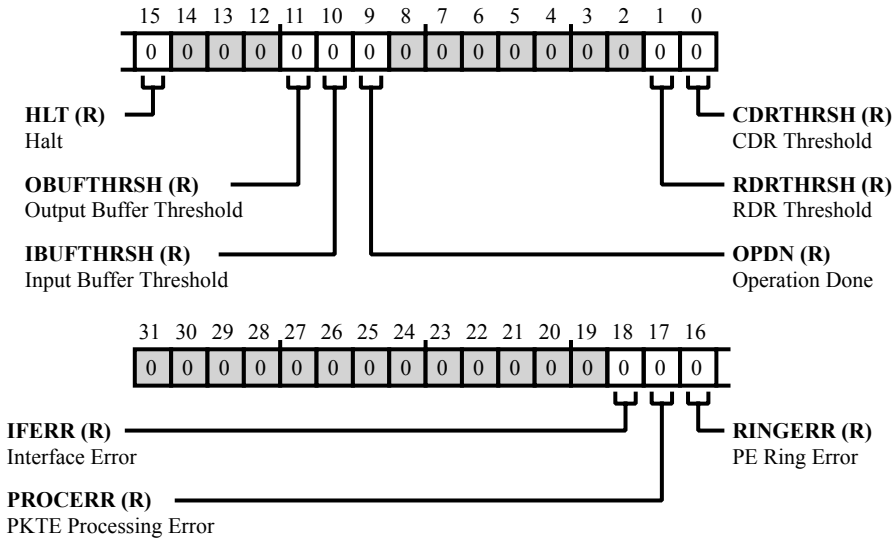 15 14 13 12 11 10 9 8 7 6 5 4 3 2 1 0
0 0 0 0 0 0 0 0 0 0 0 0 0 0 0 0
HLT (R)
Halt
CDRTHRSH (R)
CDR Threshold
OBUFTHRSH (R)
Output Buffer Threshold
RDRTHRSH (R)
RDR Threshold
IBUFTHRSH (R)
Input Buffer Threshold
OPDN (R)
Operation Done
31 30 29 28 27 26 25 24 23 22 21 20 19 18 17 16
0 0 0 0 0 0 0 0 0 0 0 0 0 0 0 0
IFERR (R)
Interface Error
RINGERR (R)
PE Ring Error
PROCERR (R)
PKTE Processing Error